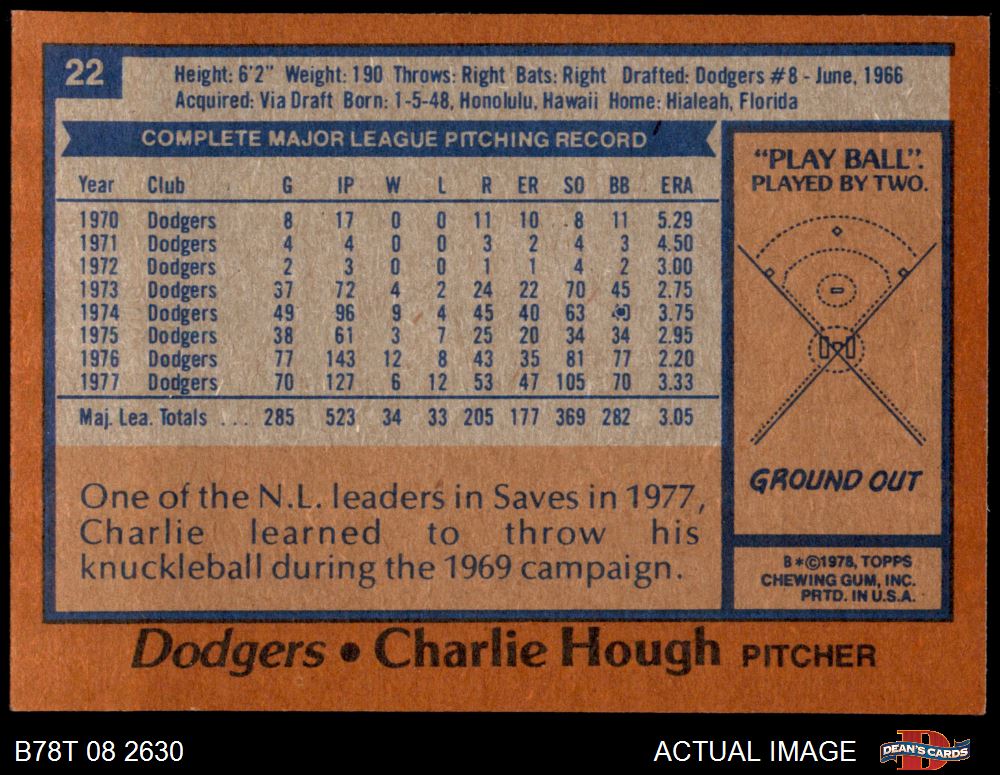 22
Height: 6'2" Weight: 190 Throws: Right Bats: Right Drafted: Dodgers #8 - June, 1966
Acquired: Via Draft Born: 1-5-48, Honolulu, Hawaii Home: Hialeah, Florida
COMPLETE MAJOR LEAGUE PITCHING RECORD
Year Club G IP W L R ER SO BB ERA
1970 Dodgers 8 17 0 0 11 10 8 11 5.29
1971 Dodgers 4 4 0 0 3 2 4 3 4.50
1972 Dodgers 2 3 0 0 1 1 4 2 3.00
1973 Dodgers 37 72 4 2 24 22 70 45 2.75
1974 Dodgers 49 96 9 4 45 40 63 3.75
1975 Dodgers 38 61 3 7 25 20 34 34 2.95
1976 Dodgers 77 143 12 8 43 35 81 77 2.20
1977 Dodgers 70 127 6 12 53 47 105 70 3.33
Maj. Lea. Totals ... 285 523 34 33 205 177 369 282 3.05
One of the N.L. leaders in Saves in 1977,
Charlie learned to throw his
knuckleball during the 1969 campaign.
"PLAY BALL".
PLAYED BY TWO.
GROUND OUT
B*©1978, TOPPS
CHEWING GUM, INC.
PRTD. IN U.S.A.
Dodgers • Charlie Hough PITCHER
B78T 08 2630
ACTUAL IMAGE
D
DEAN'S CARDS